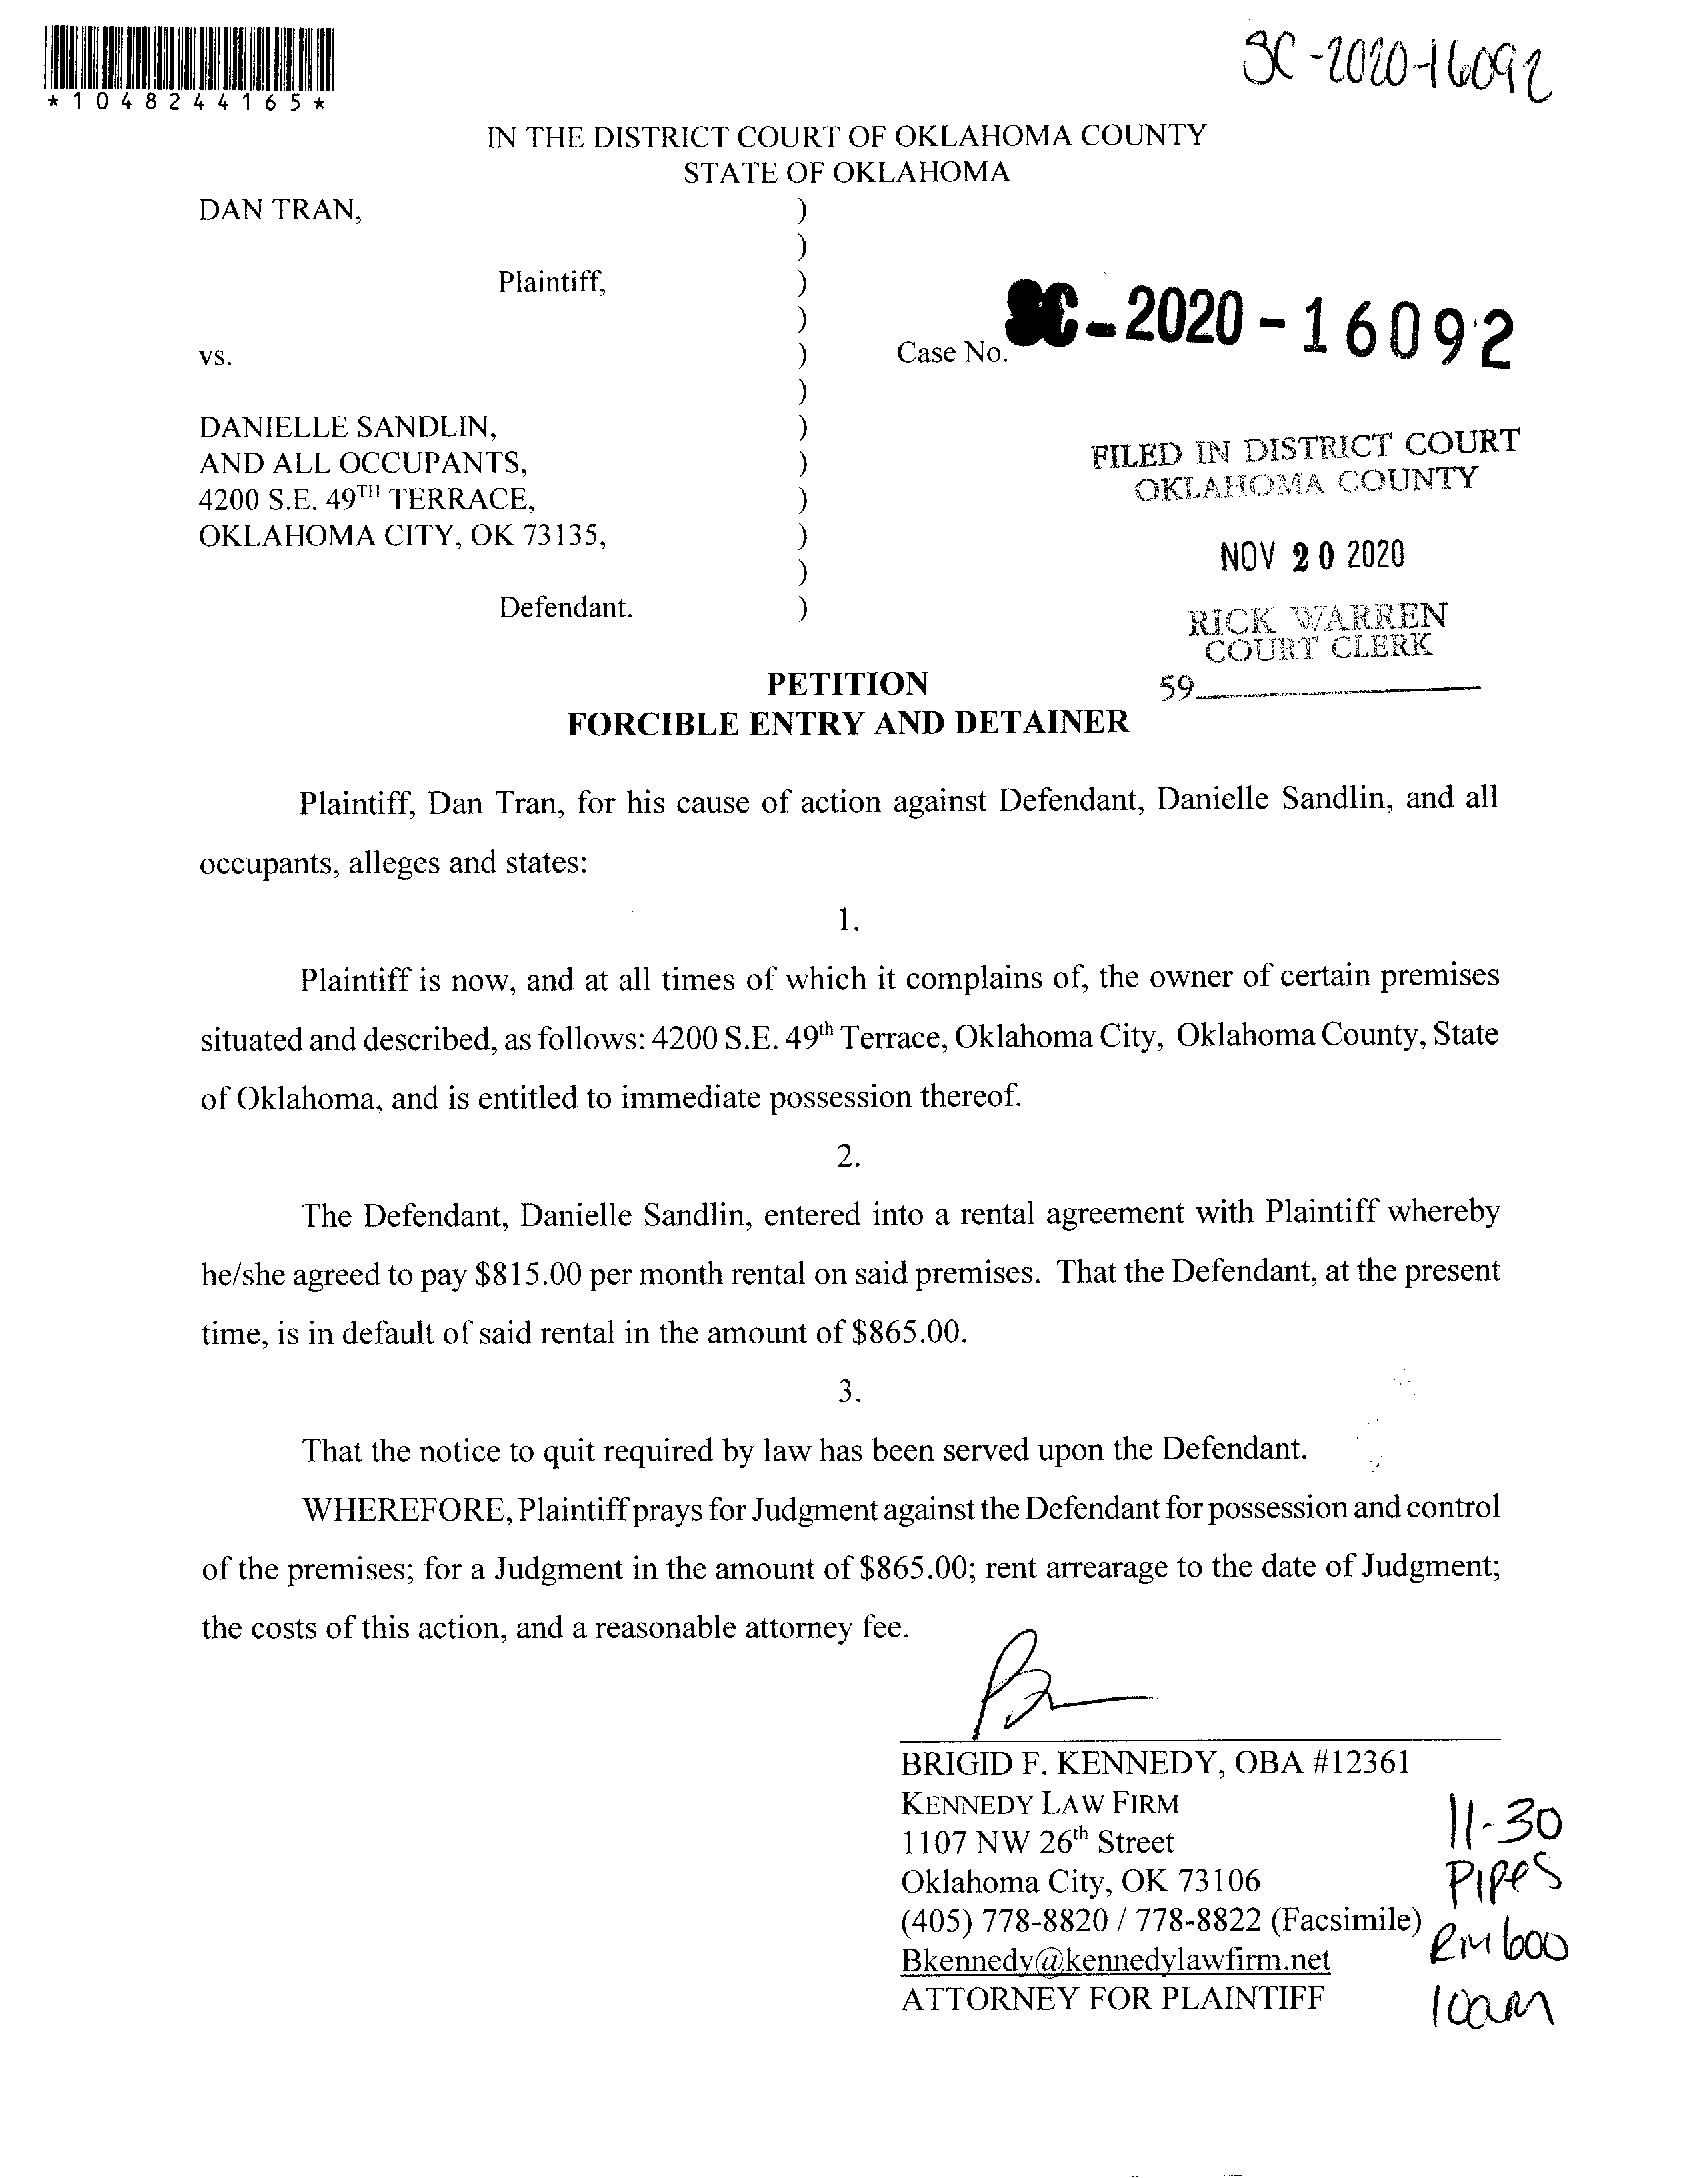 *1048244165*
SC-2020-16092
IN THE DISTRICT COURT OF OKLAHOMA COUNTY
STATE OF OKLAHOMA
DAN TRAN, )
)
Plaintiff, )
)
vs. ) Case No. SC-2020-16092
)
DANIELLE SANDLIN, )
AND ALL OCCUPANTS, )
4200 S.E. 49TH TERRACE, )
OKLAHOMA CITY, OK 73135, )
)
Defendant. )
FILED IN DISTRICT COURT
OKLAHOMA COUNTY
NOV 20 2020
RICK WARREN
COURT CLERK
59
PETITION
FORCIBLE ENTRY AND DETAINER
Plaintiff, Dan Tran, for his cause of action against Defendant, Danielle Sandlin, and all
occupants, alleges and states:
1.
Plaintiff is now, and at all times of which it complains of, the owner of certain premises
situated and described, as follows: 4200 S.E. 49th Terrace, Oklahoma City, Oklahoma County, State
of Oklahoma, and is entitled to immediate possession thereof.
2.
The Defendant, Danielle Sandlin, entered into a rental agreement with Plaintiff whereby
he/she agreed to pay $815.00 per month rental on said premises. That the Defendant, at the present
time, is in default of said rental in the amount of $865.00.
3.
That the notice to quit required by law has been served upon the Defendant.
WHEREFORE, Plaintiff prays for Judgment against the Defendant for possession and control
of the premises; for a Judgment in the amount of $865.00; rent arrearage to the date of Judgment;
the costs of this action, and a reasonable attorney fee.
BRIGID F. KENNEDY, OBA #12361
KENNEDY LAW FIRM
1107 NW 26th Street
Oklahoma City, OK 73106
(405) 778-8820 / 778-8822 (Facsimile)
Bkennedy@kennedylawfirm.net
ATTORNEY FOR PLAINTIFF
11-30
Pipes
RM 600
10am